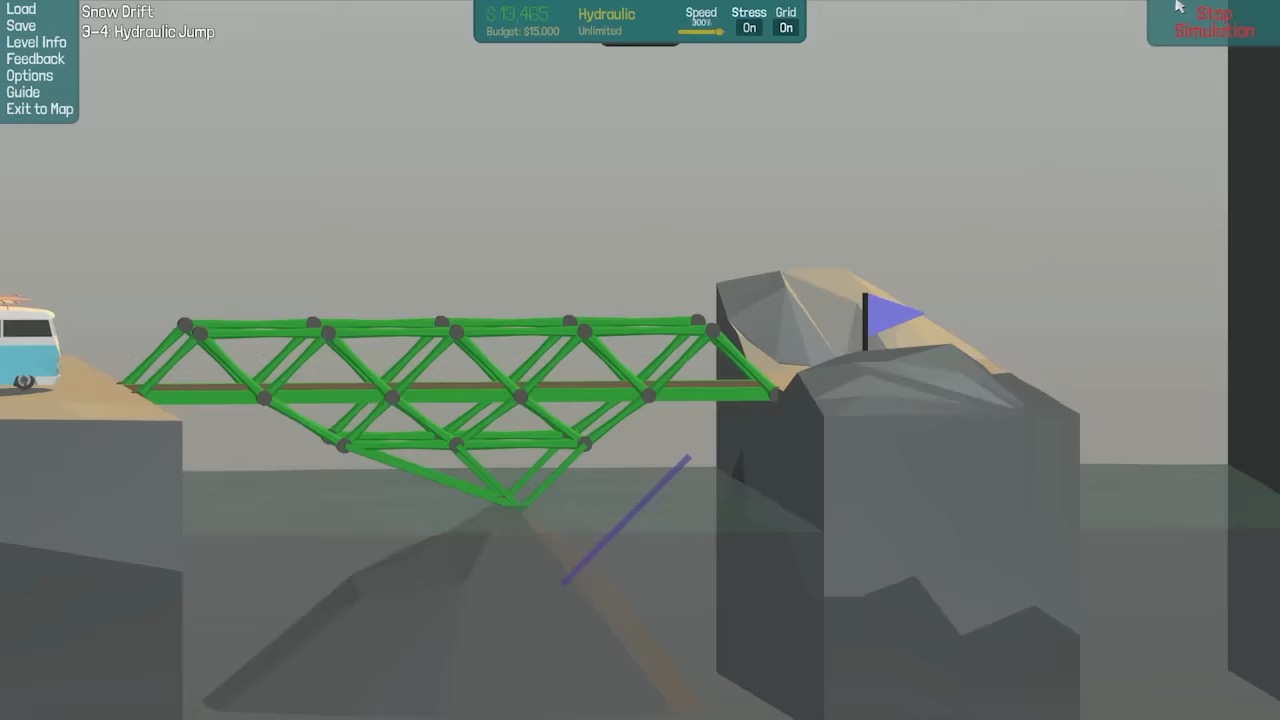 Load
Save
Level Info
Feedback
Options
Guide
Exit to Map
Snow Drift
3-4: Hydraulic Jump
$ 13,465
Budget: $15,000
Hydraulic
Unlimited
Speed
300%
Stress
On
Grid
On
Stop
Simulation